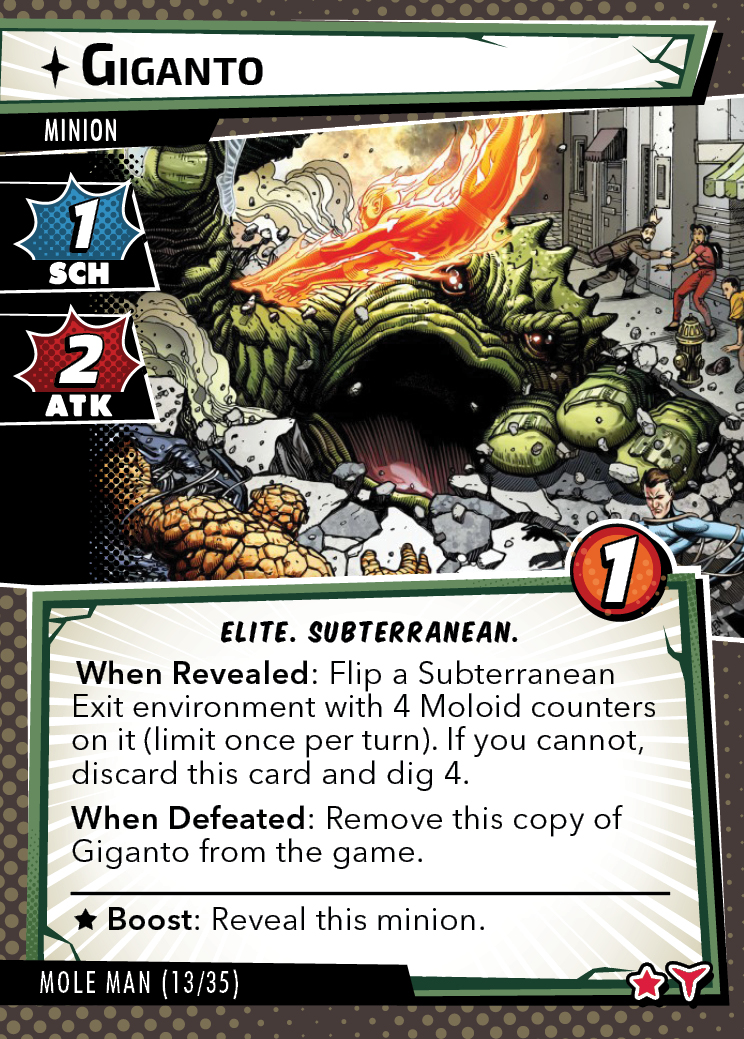 GIGANTO
MINION
1
SCH
2
ATK
1
ELITE. SUBTERRANEAN.
When Revealed: Flip a Subterranean
Exit environment with 4 Moloid counters
on it (limit once per turn). If you cannot,
discard this card and dig 4.
When Defeated: Remove this copy of
Giganto from the game.
★ Boost: Reveal this minion.
MOLE MAN (13/35)